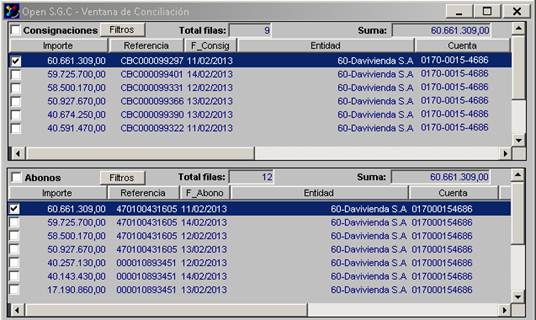 Open S.G.C - Ventana de Conciliación
Consignaciones Filtros Total filas: 9 Suma: 60.661.309,00
Importe Referencia F_Consig Entidad Cuenta
60.661.309,00 CBC000099297 11/02/2013 60-Davivienda S.A 0170-0015-4686
59.725.700,00 CBC000099401 14/02/2013 60-Davivienda S.A 0170-0015-4686
58.500.170,00 CBC000099331 12/02/2013 60-Davivienda S.A 0170-0015-4686
50.927.670,00 CBC000099366 13/02/2013 60-Davivienda S.A 0170-0015-4686
40.674.250,00 CBC000099390 13/02/2013 60-Davivienda S.A 0170-0015-4686
40.591.470,00 CBC000099322 11/02/2013 60-Davivienda S.A 0170-0015-4686
Abonos Filtros Total filas: 12 Suma: 60.661.309,00
Importe Referencia F_Abono Entidad Cuenta
60.661.309,00 470100431605 11/02/2013 60-Davivienda S.A 017000154686
59.725.700,00 470100431605 14/02/2013 60-Davivienda S.A 017000154686
58.500.170,00 470100431605 12/02/2013 60-Davivienda S.A 017000154686
50.927.670,00 470100431605 13/02/2013 60-Davivienda S.A 017000154686
40.257.130,00 000010893451 12/02/2013 60-Davivienda S.A 017000154686
40.143.430,00 000010893451 14/02/2013 60-Davivienda S.A 017000154686
17.190.860,00 000010893451 13/02/2013 60-Davivienda S.A 017000154686